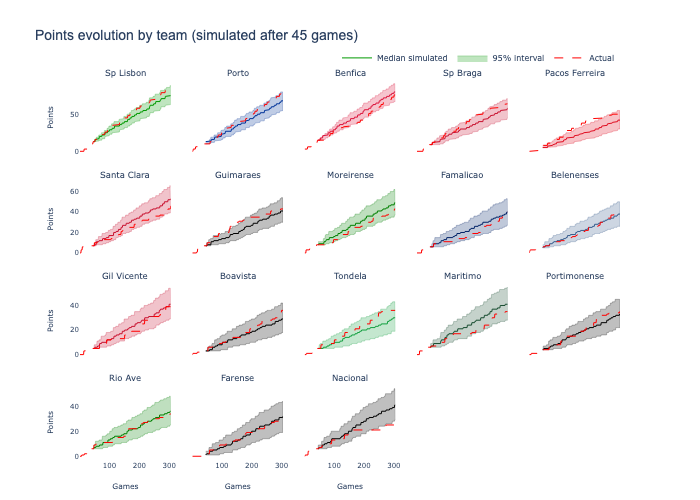 Points evolution by team (simulated after 45 games)
Median simulated 95% interval Actual
Sp Lisbon Porto Benfica Sp Braga Pacos Ferreira
Points
50
0
Santa Clara Guimaraes Moreirense Famalicao Belenenses
Points
60
40
20
0
Gil Vicente Boavista Tondela Maritimo Portimonense
Points
40
20
0
Rio Ave Farense Nacional
Points
40
20
0
100 200 300 100 200 300 100 200 300
Games Games Games